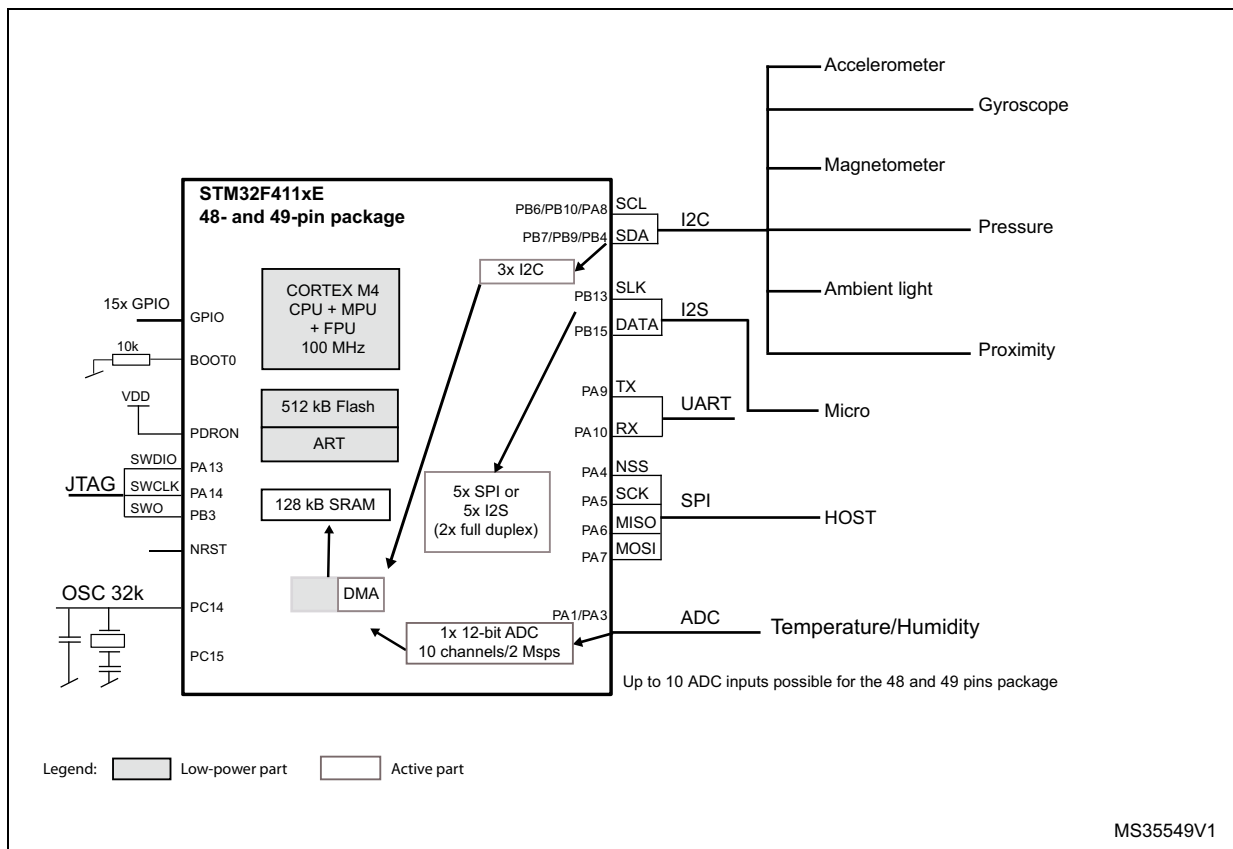 STM32F411xE
48- and 49-pin package
CORTEX M4
CPU + MPU
+ FPU
100 MHz
512 kB Flash
ART
128 kB SRAM
DMA
3x I2C
5x SPI or
5x I2S
(2x full duplex)
1x 12-bit ADC
10 channels/2 Msps
15x GPIO
GPIO
10k
BOOT0
VDD
PDRON
JTAG
SWDIO
PA13
SWCLK
PA14
SWO
PB3
NRST
OSC 32k
PC14
PC15
PB6/PB10/PA8
SCL
PB7/PB9/PB4
SDA
I2C
PB13
SLK
PB15
DATA
I2S
PA9
TX
PA10
RX
UART
PA4
NSS
PA5
SCK
PA6
MISO
PA7
MOSI
SPI
PA1/PA3
ADC
Accelerometer
Gyroscope
Magnetometer
Pressure
Ambient light
Proximity
Micro
HOST
Temperature/Humidity
Up to 10 ADC inputs possible for the 48 and 49 pins package
Legend:
Low-power part
Active part
MS35549V1